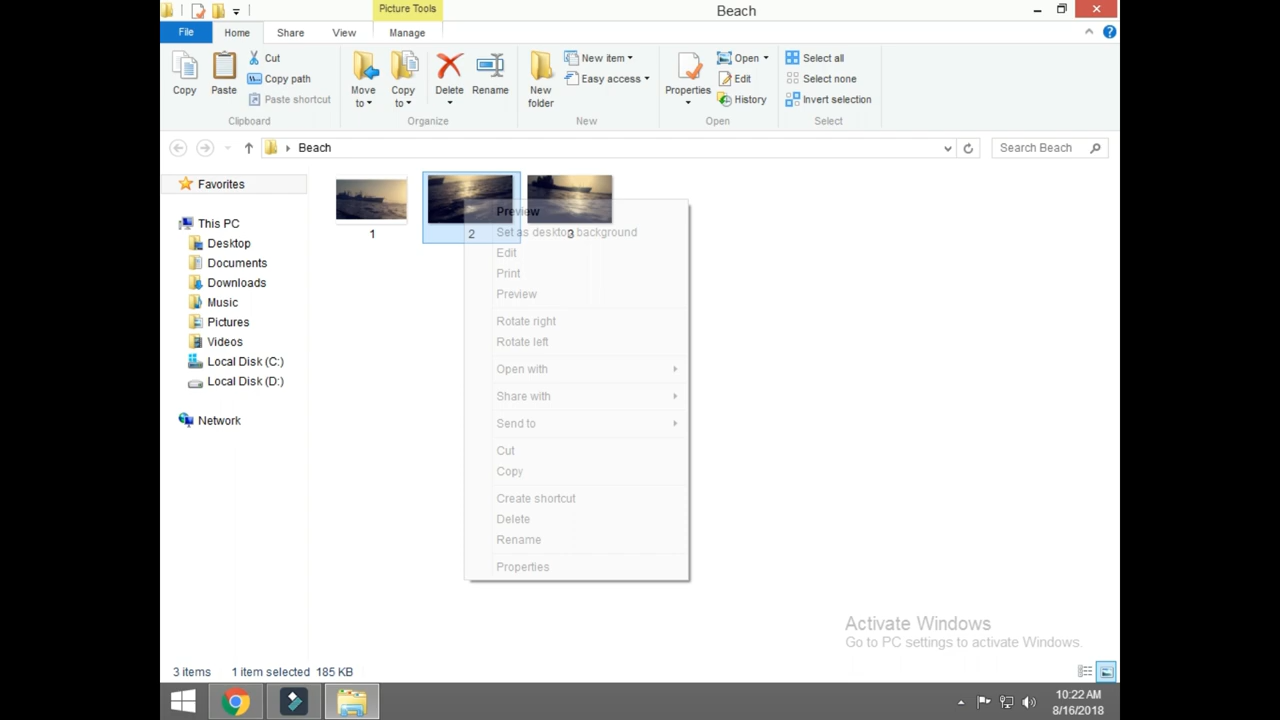 Picture Tools
Beach
File
Home
Share
View
Manage
Copy
Paste
Cut
Copy path
Paste shortcut
Clipboard
Move to
Copy to
Delete
Rename
Organize
New folder
New item
Easy access
New
Properties
Open
Edit
History
Open
Select all
Select none
Invert selection
Select
Beach
Search Beach
Favorites
This PC
Desktop
Documents
Downloads
Music
Pictures
Videos
Local Disk (C:)
Local Disk (D:)
Network
1
2
3
Preview
Set as desktop background
Edit
Print
Preview
Rotate right
Rotate left
Open with
Share with
Send to
Cut
Copy
Create shortcut
Delete
Rename
Properties
Activate Windows
Go to PC settings to activate Windows.
3 items
1 item selected 185 KB
10:22 AM
8/16/2018